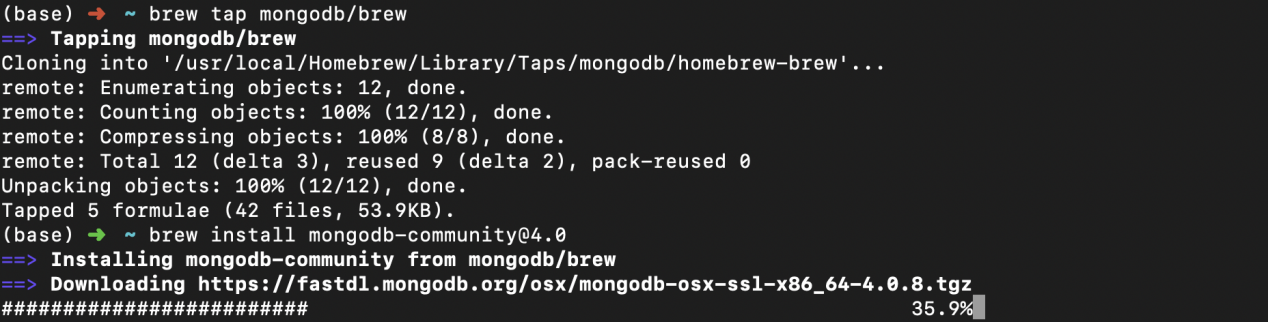 (base) ➜ ~ brew tap mongodb/brew
==> Tapping mongodb/brew
Cloning into '/usr/local/Homebrew/Library/Taps/mongodb/homebrew-brew'...
remote: Enumerating objects: 12, done.
remote: Counting objects: 100% (12/12), done.
remote: Compressing objects: 100% (8/8), done.
remote: Total 12 (delta 3), reused 9 (delta 2), pack-reused 0
Unpacking objects: 100% (12/12), done.
Tapped 5 formulae (42 files, 53.9KB).
(base) ➜ ~ brew install mongodb-community@4.0
==> Installing mongodb-community from mongodb/brew
==> Downloading https://fastdl.mongodb.org/osx/mongodb-osx-ssl-x86_64-4.0.8.tgz
######################### 35.9%